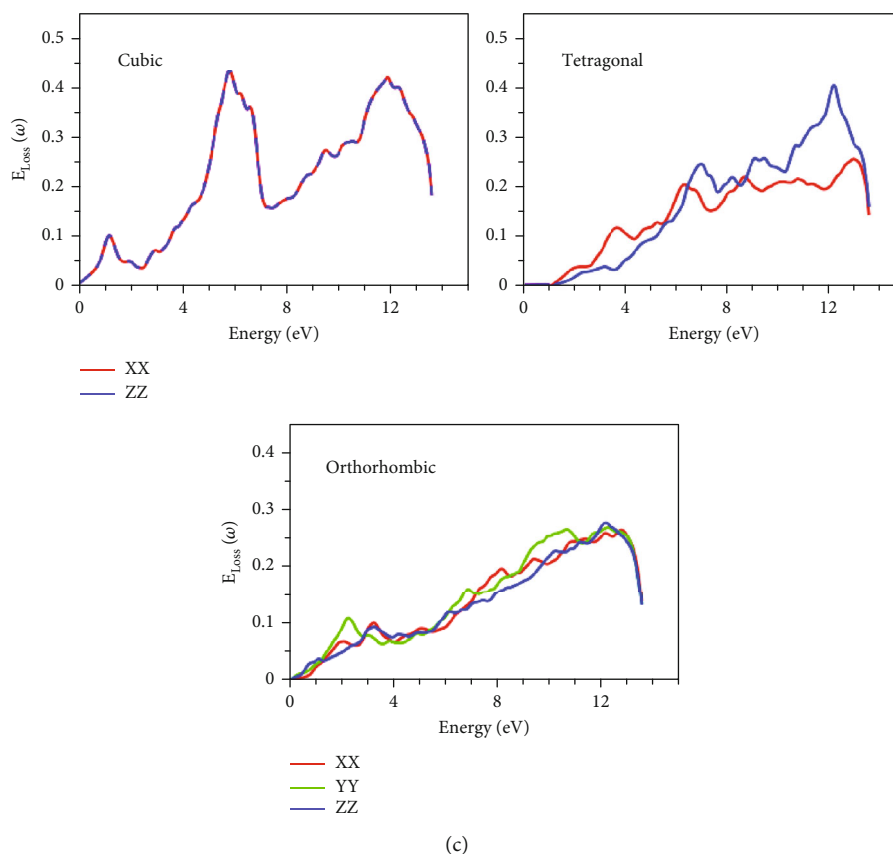 Cubic
E_Loss (ω)
0.5
0.4
0.3
0.2
0.1
0
0 4 8 12
Energy (eV)
XX
ZZ
Tetragonal
0.5
0.4
0.3
0.2
0.1
0
0 4 8 12
Energy (eV)
Orthorhombic
E_Loss (ω)
0.4
0.3
0.2
0.1
0
0 4 8 12
Energy (eV)
XX
YY
ZZ
(c)